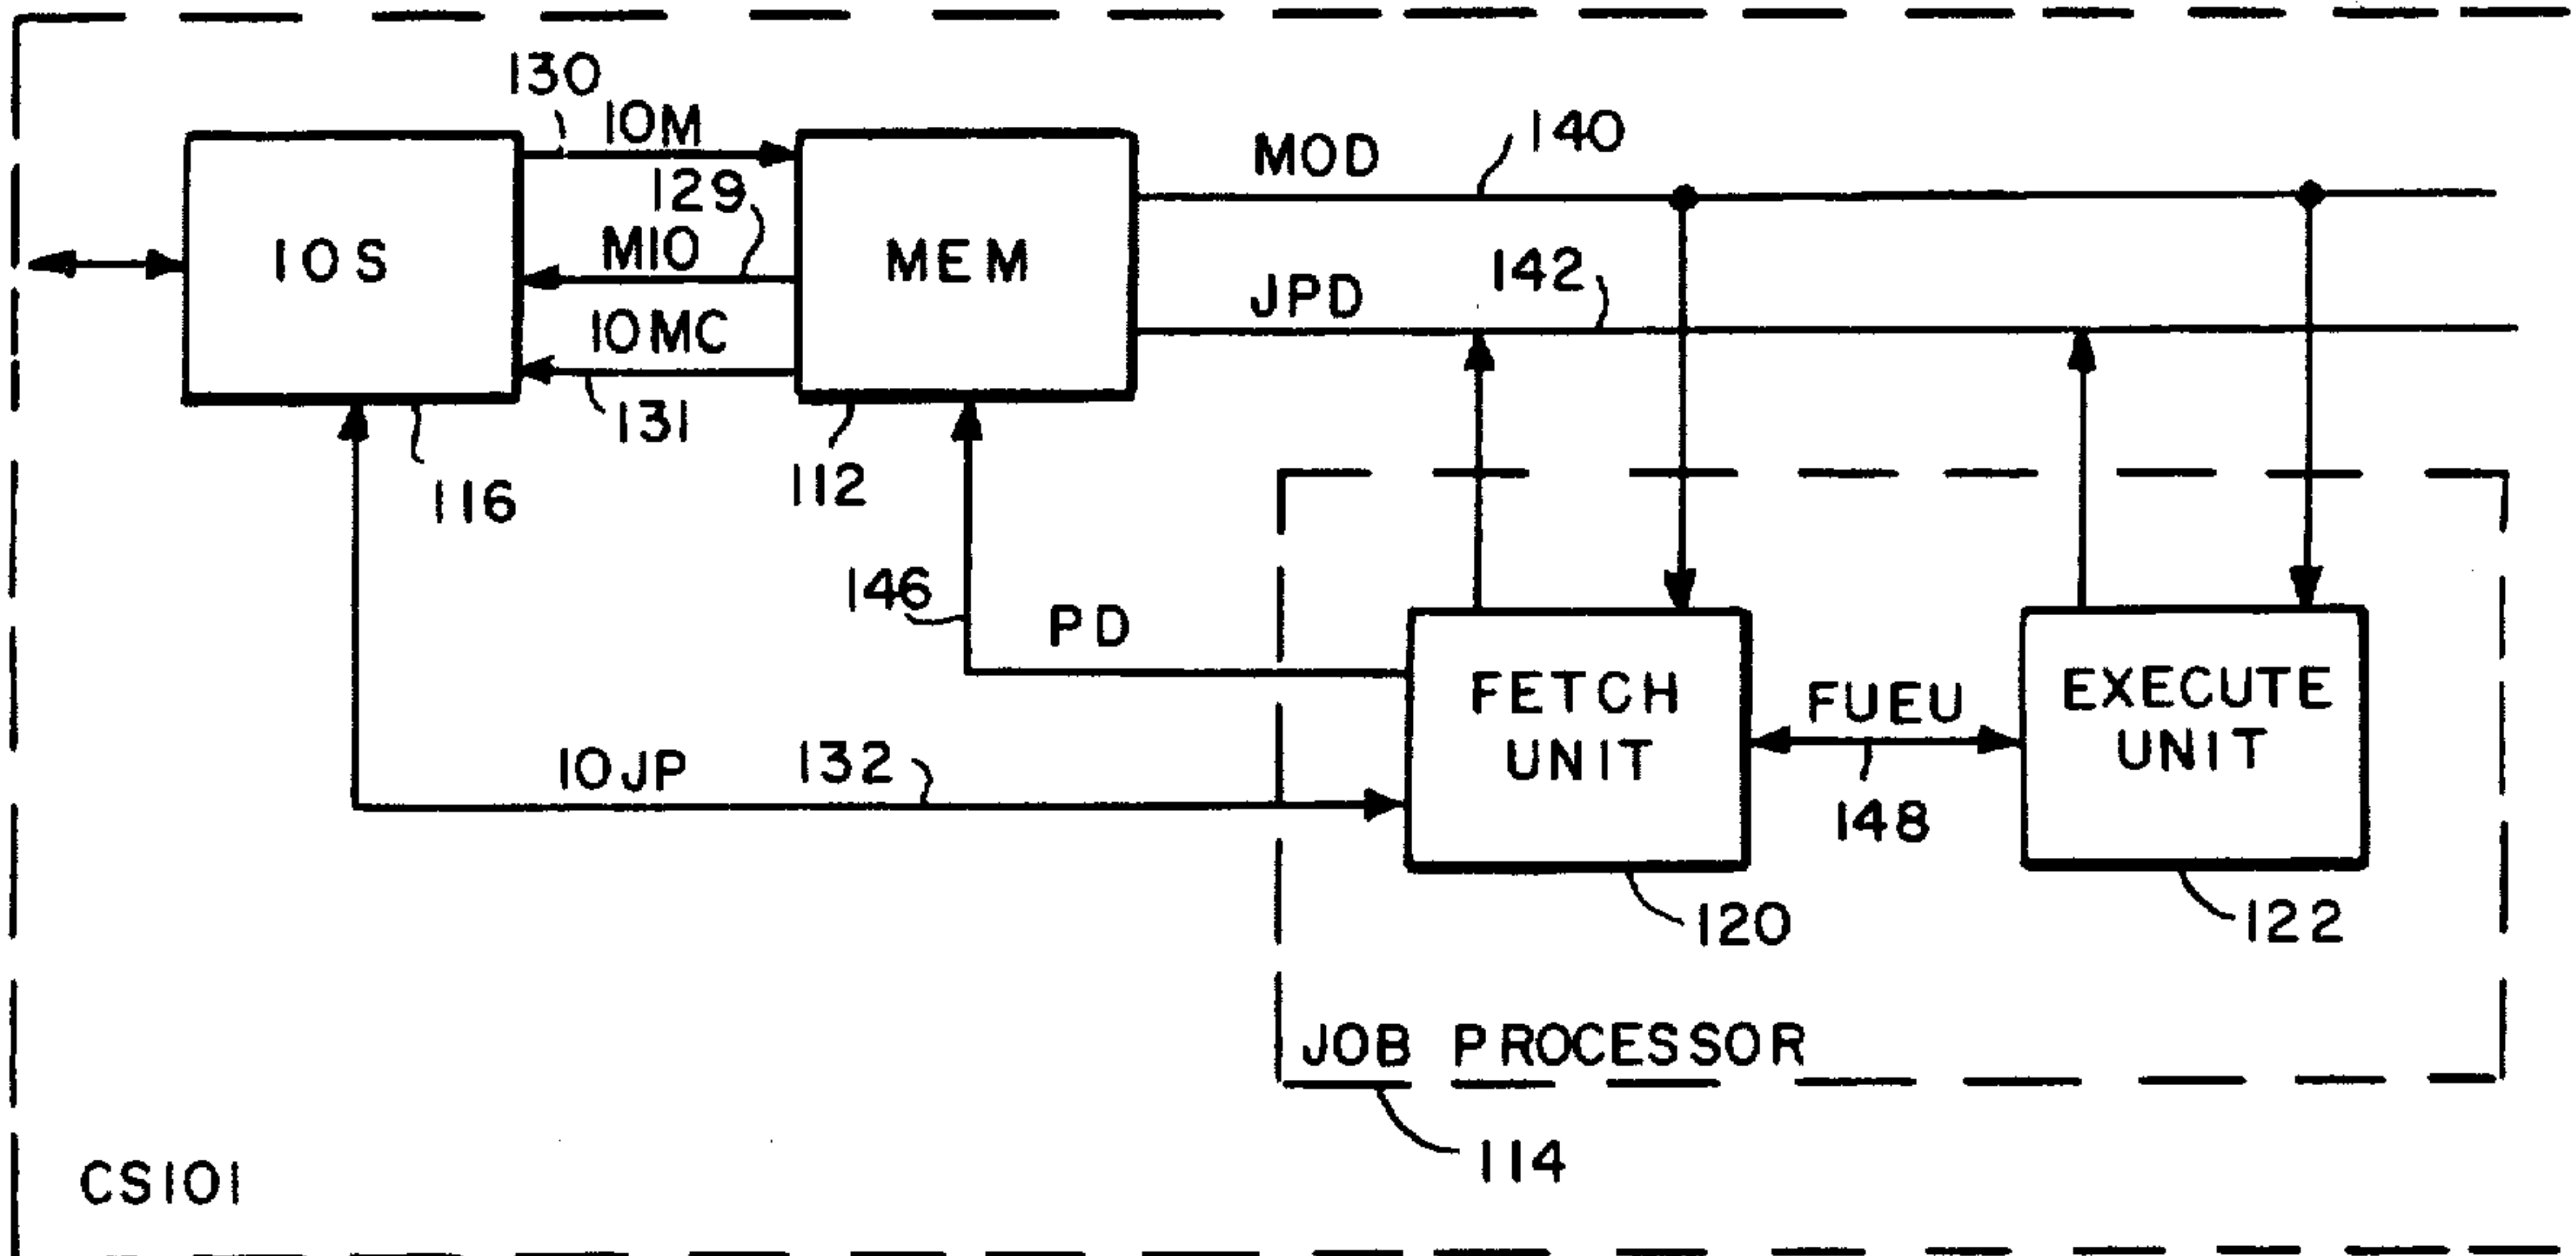 130
IOM
129
MIO
IOMC
131
IOS
116
MEM
112
MOD
140
JPD
142
146
PD
IOJP
132
FETCH
UNIT
120
FUEU
148
EXECUTE
UNIT
122
JOB PROCESSOR
114
CS101